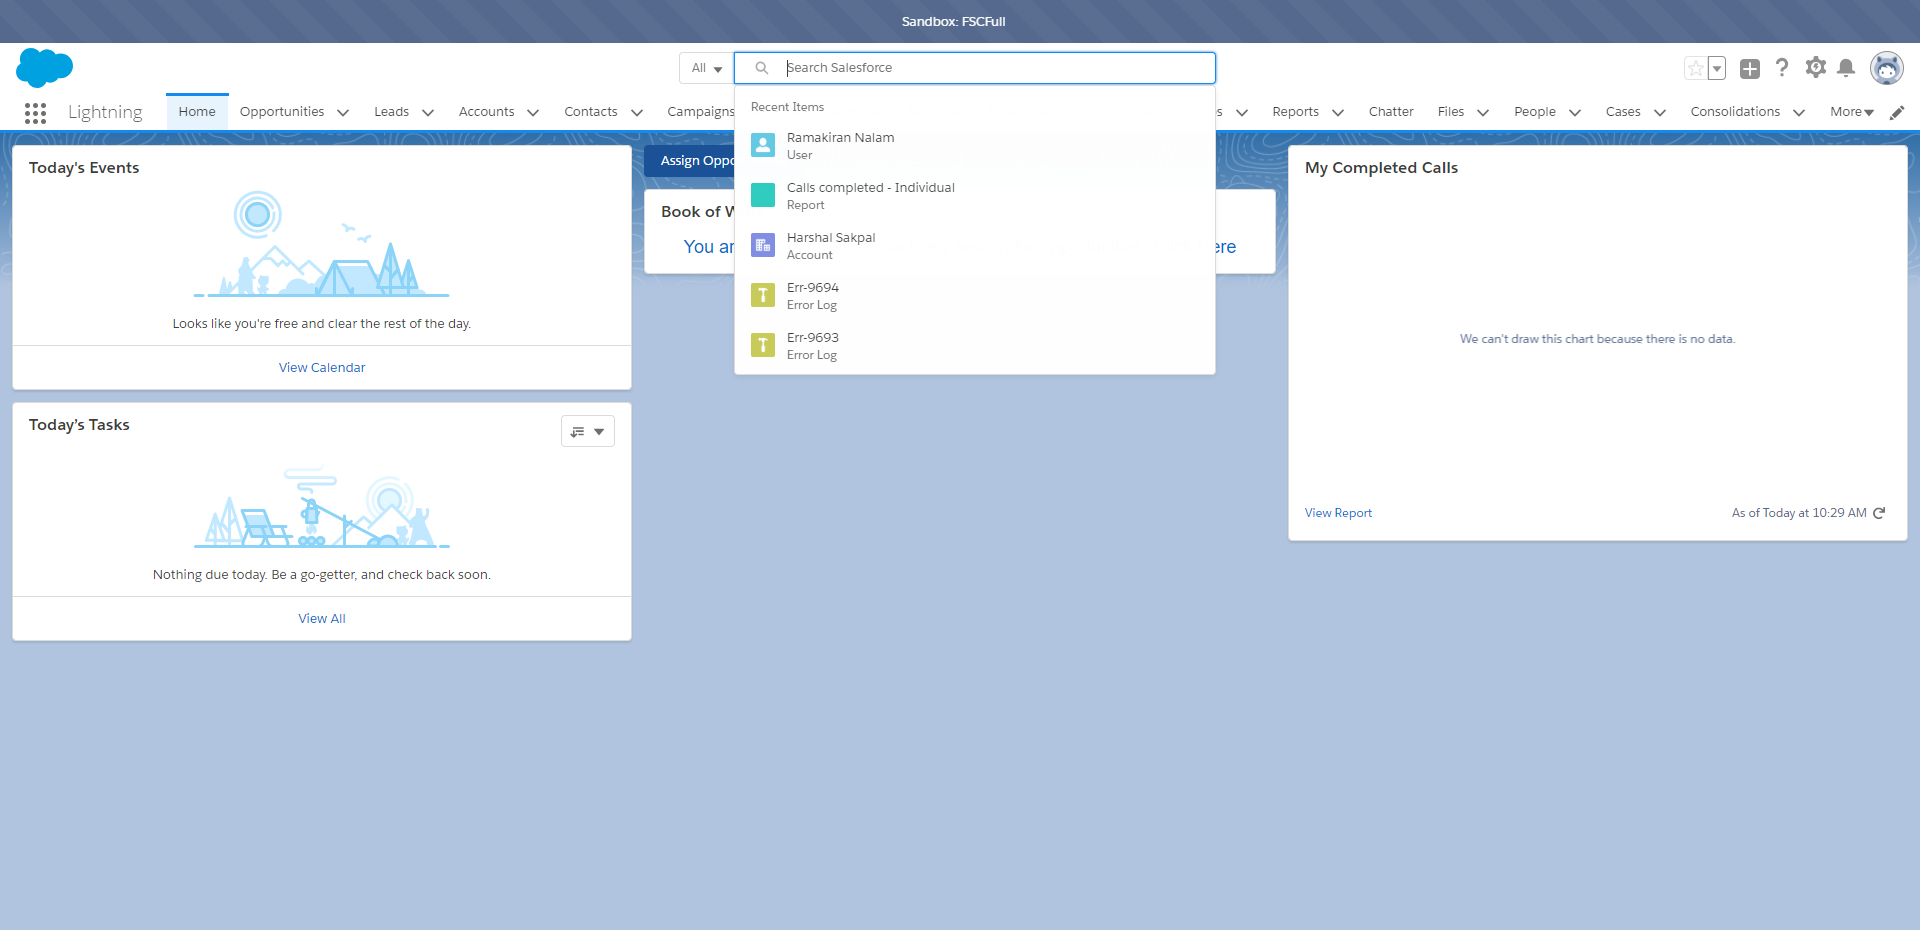 Sandbox: FSCFull
All
Search Salesforce
Lightning
Home
Opportunities
Leads
Accounts
Contacts
Campaigns
Reports
Chatter
Files
People
Cases
Consolidations
More
Recent Items
Ramakiran Nalam
User
Calls completed - Individual
Report
Harshal Sakpal
Account
Err-9694
Error Log
Err-9693
Error Log
Today's Events
Looks like you're free and clear the rest of the day.
View Calendar
Today’s Tasks
Nothing due today. Be a go-getter, and check back soon.
View All
Assign Oppo
Book of
You
My Completed Calls
We can't draw this chart because there is no data.
View Report
As of Today at 10:29 AM